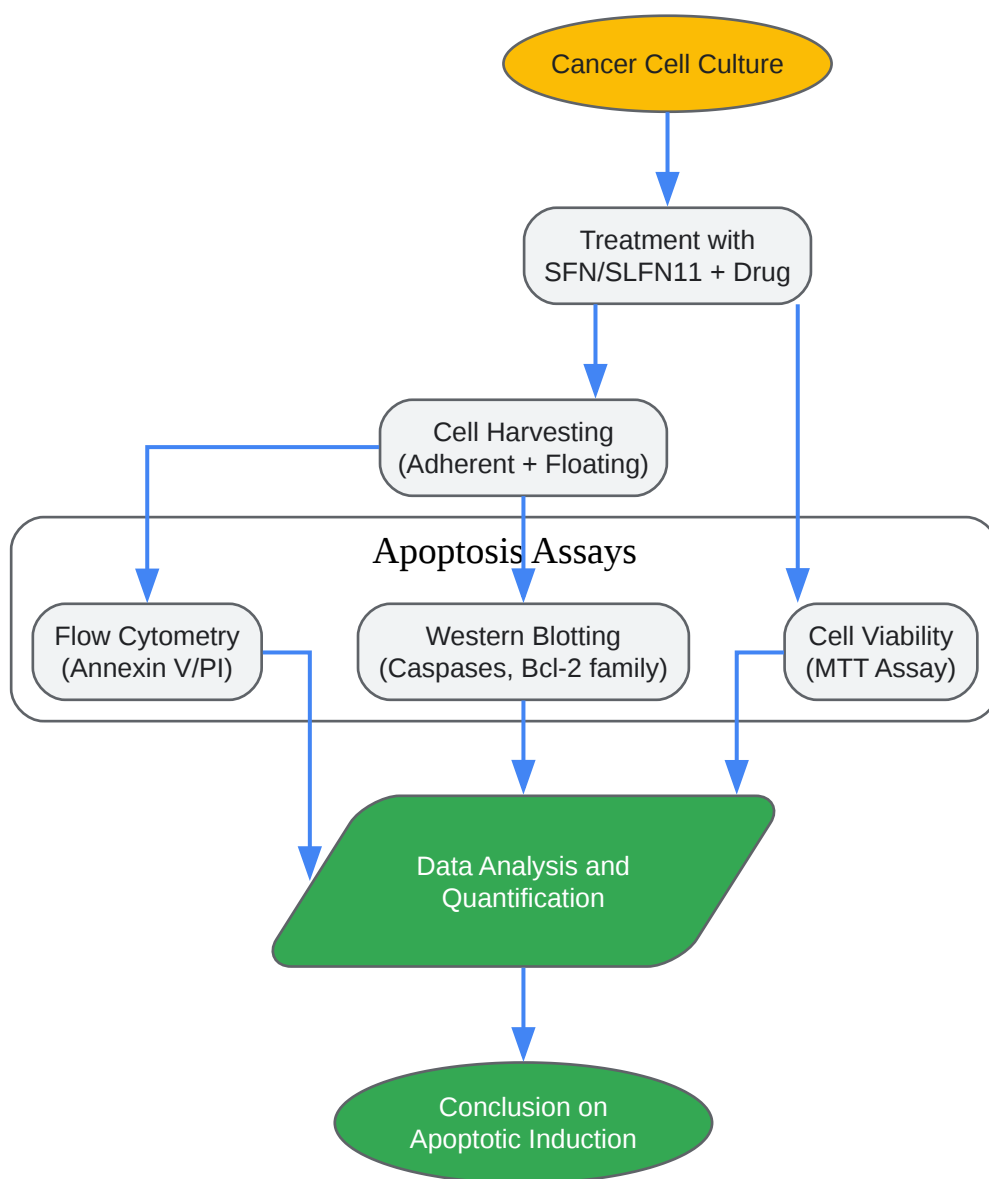 Cancer Cell Culture
Treatment with
SFN/SLFN11 + Drug
Cell Harvesting
(Adherent + Floating)
Apoptosis Assays
Flow Cytometry
(Annexin V/PI)
Western Blotting
(Caspases, Bcl-2 family)
Cell Viability
(MTT Assay)
Data Analysis and
Quantification
Conclusion on
Apoptotic Induction